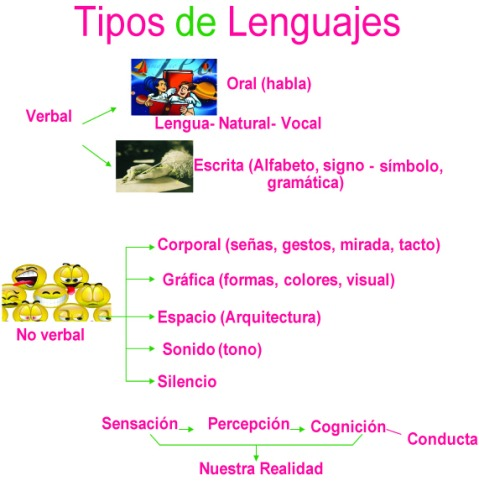 Tipos de Lenguajes
Oral (habla)
Verbal
Lengua- Natural- Vocal
Escrita (Alfabeto, signo - símbolo,
gramática)
Corporal (señas, gestos, mirada, tacto)
Gráfica (formas, colores, visual)
Espacio (Arquitectura)
No verbal
Sonido (tono)
Silencio
Sensación
Percepción
Cognición
Conducta
Nuestra Realidad